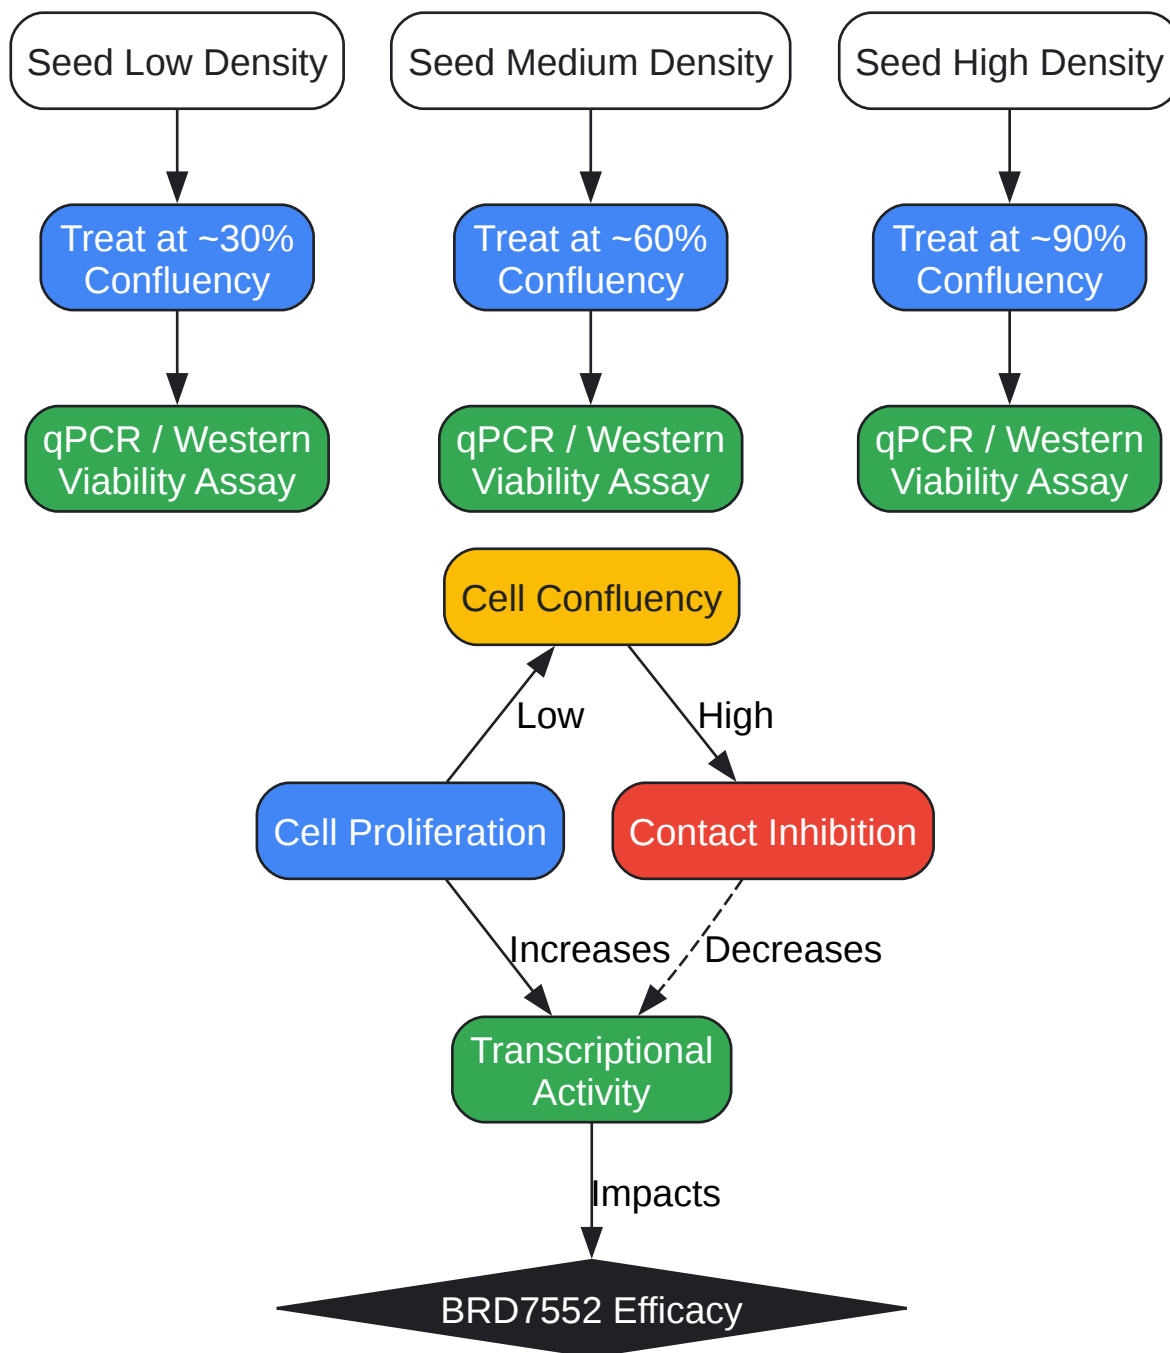 Seed Low Density
Seed Medium Density
Seed High Density
Treat at ~30%
Confluency
Treat at ~60%
Confluency
Treat at ~90%
Confluency
qPCR / Western
Viability Assay
qPCR / Western
Viability Assay
qPCR / Western
Viability Assay
Cell Confluency
Low
High
Cell Proliferation
Contact Inhibition
Increases
Decreases
Transcriptional
Activity
Impacts
BRD7552 Efficacy